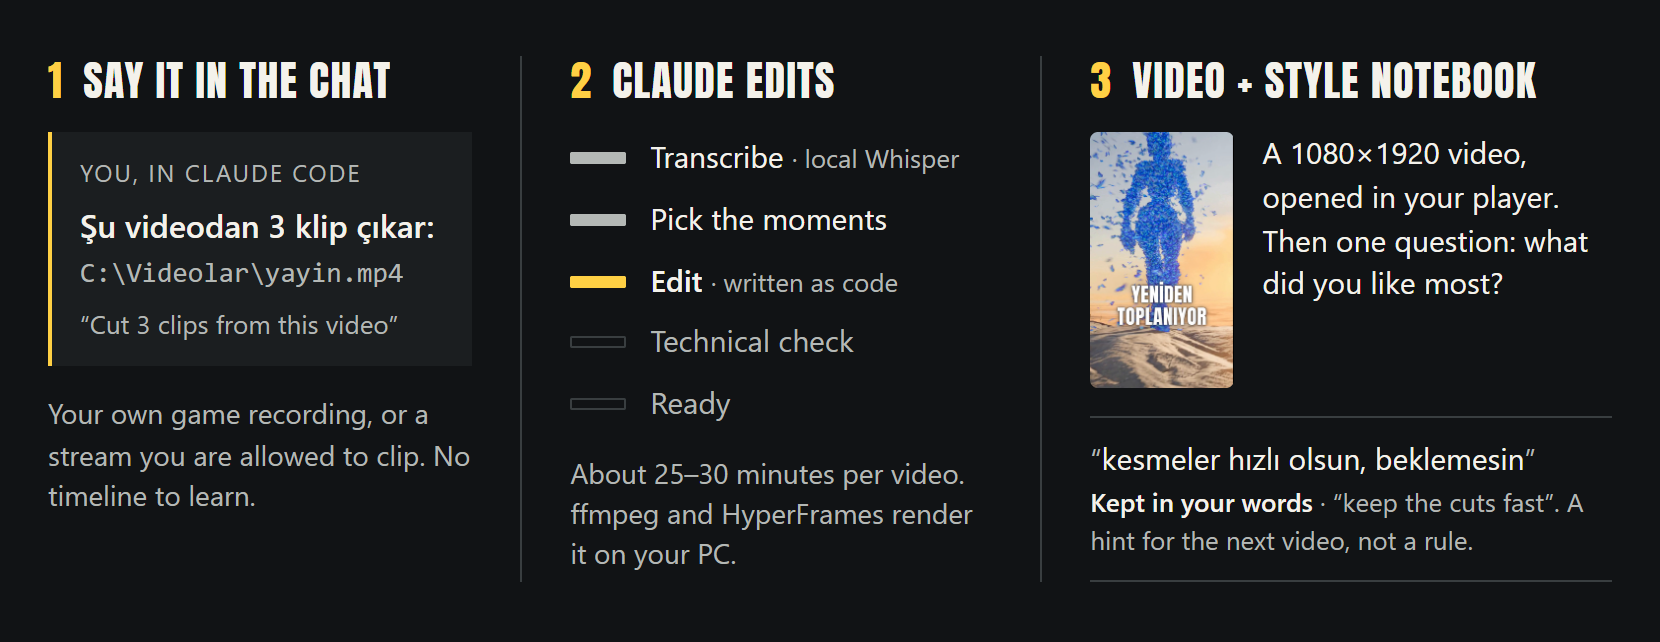 1 SAY IT IN THE CHAT
YOU, IN CLAUDE CODE
Şu videodan 3 klip çıkar:
C:\Videolar\yayin.mp4
“Cut 3 clips from this video”
Your own game recording, or a
stream you are allowed to clip. No
timeline to learn.
2 CLAUDE EDITS
Transcribe · local Whisper
Pick the moments
Edit · written as code
Technical check
Ready
About 25–30 minutes per video.
ffmpeg and HyperFrames render
it on your PC.
3 VIDEO + STYLE NOTEBOOK
YENİDEN
TOPLANIYOR
A 1080×1920 video,
opened in your player.
Then one question: what
did you like most?
“kesmeler hızlı olsun, beklemesin”
Kept in your words · “keep the cuts fast”. A
hint for the next video, not a rule.